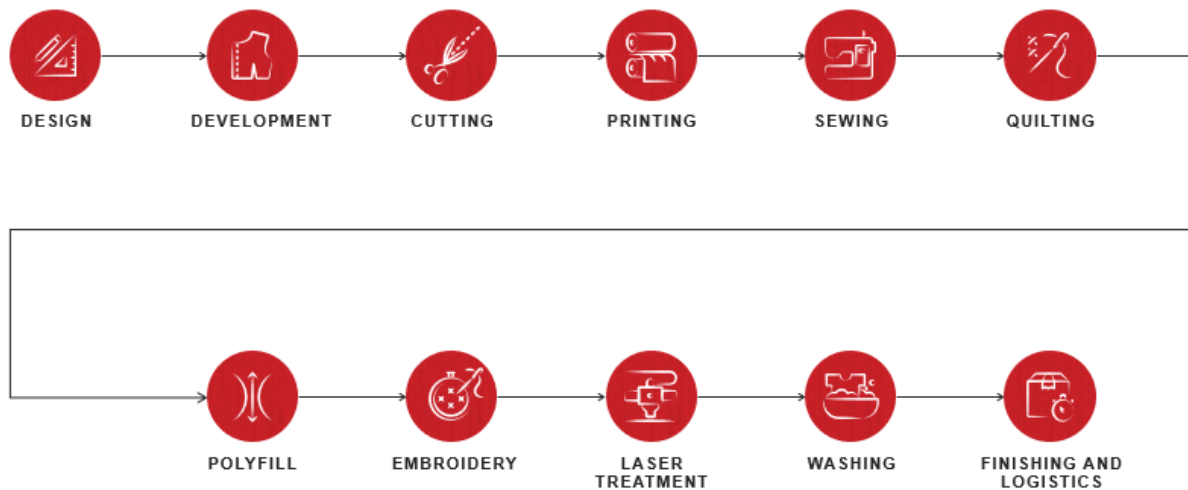 DESIGN
DEVELOPMENT
CUTTING
PRINTING
SEWING
QUILTING
POLYFILL
EMBROIDERY
LASER
TREATMENT
WASHING
FINISHING AND
LOGISTICS